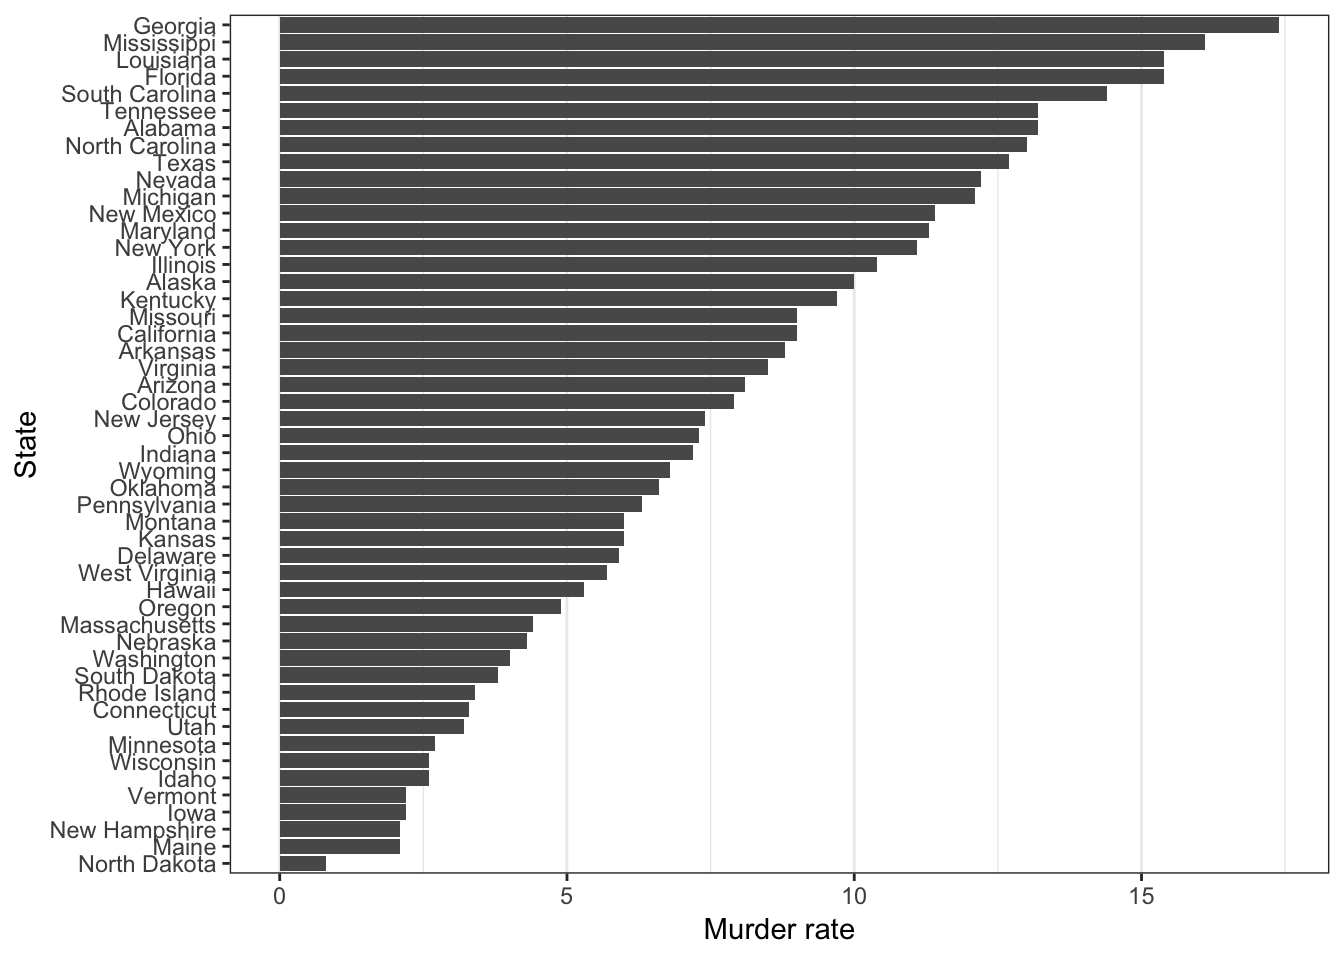 Georgia
Mississippi
Louisiana
Florida
South Carolina
Tennessee
Alabama
North Carolina
Texas
Nevada
Michigan
New Mexico
Maryland
New York
Illinois
Alaska
Kentucky
Missouri
California
Arkansas
Virginia
Arizona
Colorado
New Jersey
Ohio
Indiana
Wyoming
Oklahoma
Pennsylvania
Montana
Kansas
Delaware
West Virginia
Hawaii
Oregon
Massachusetts
Nebraska
Washington
South Dakota
Rhode Island
Connecticut
Utah
Minnesota
Wisconsin
Idaho
Vermont
Iowa
New Hampshire
Maine
North Dakota
State
0 5 10 15
Murder rate